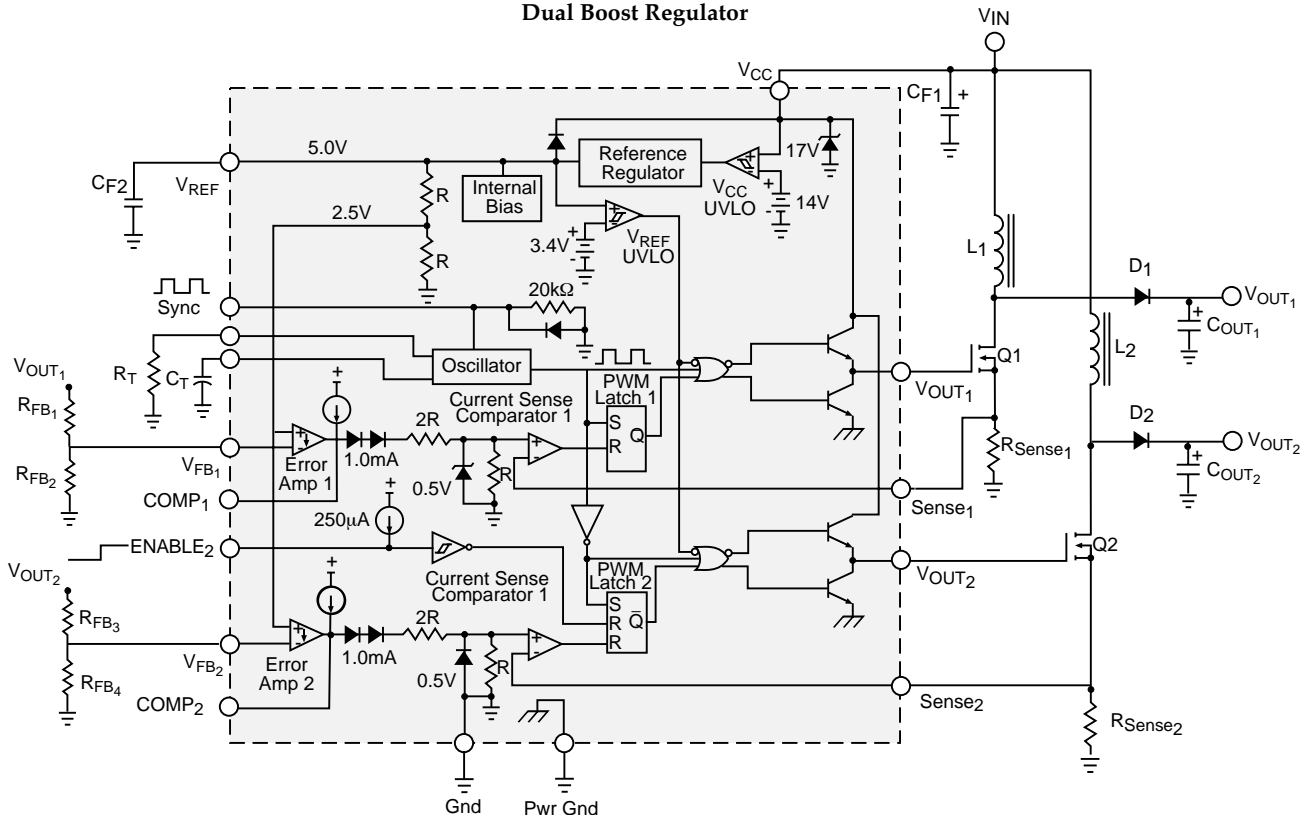 Dual Boost Regulator
VIN
VCC
CF1 +
5.0V
Reference Regulator
17V
CF2
VREF
R
Internal Bias
VCC UVLO
14V
2.5V
3.4V
VREF UVLO
R
L1
20kΩ
Sync
D1
VOUT1
COUT1
L2
Oscillator
Q1
RT
CT
VOUT1
PWM Latch 1
VOUT1
RFB1
Current Sense Comparator 1
2R
S
R
Q
D2
VOUT2
VFB1
Error Amp 1
1.0mA
R
RSense1
COUT2
RFB2
0.5V
COMP1
Sense1
250µA
ENABLE2
Q2
VOUT2
Current Sense Comparator 1
PWM Latch 2
VOUT2
RFB3
2R
S
R
R
Q̅
VFB2
Error Amp 2
1.0mA
R
RFB4
0.5V
COMP2
Sense2
RSense2
Gnd
Pwr Gnd